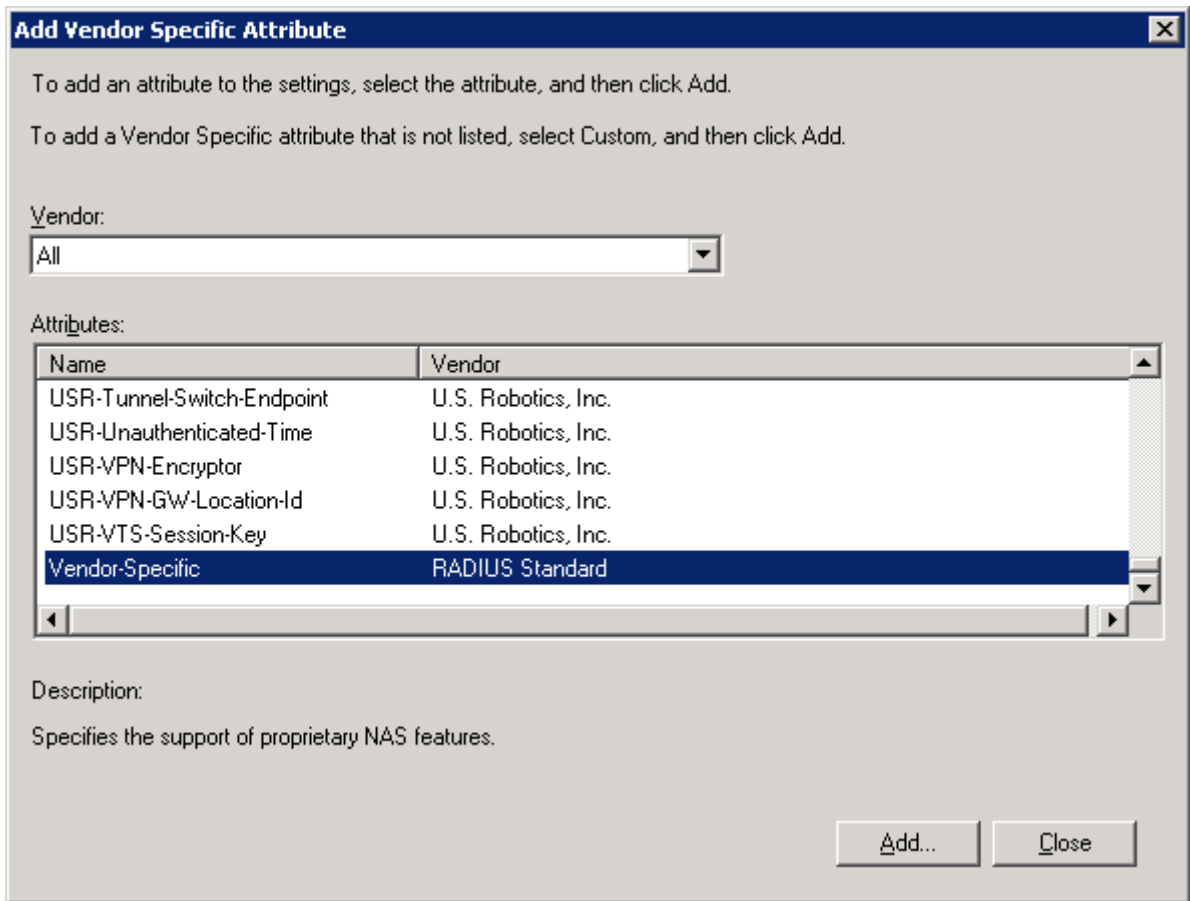 Add Vendor Specific Attribute
To add an attribute to the settings, select the attribute, and then click Add.
To add a Vendor Specific attribute that is not listed, select Custom, and then click Add.
Vendor:
All
Attributes:
Name Vendor
USR-Tunnel-Switch-Endpoint U.S. Robotics, Inc.
USR-Unauthenticated-Time U.S. Robotics, Inc.
USR-VPN-Encryptor U.S. Robotics, Inc.
USR-VPN-GW-Location-Id U.S. Robotics, Inc.
USR-VTS-Session-Key U.S. Robotics, Inc.
Vendor-Specific RADIUS Standard
Description:
Specifies the support of proprietary NAS features.
Add... Close